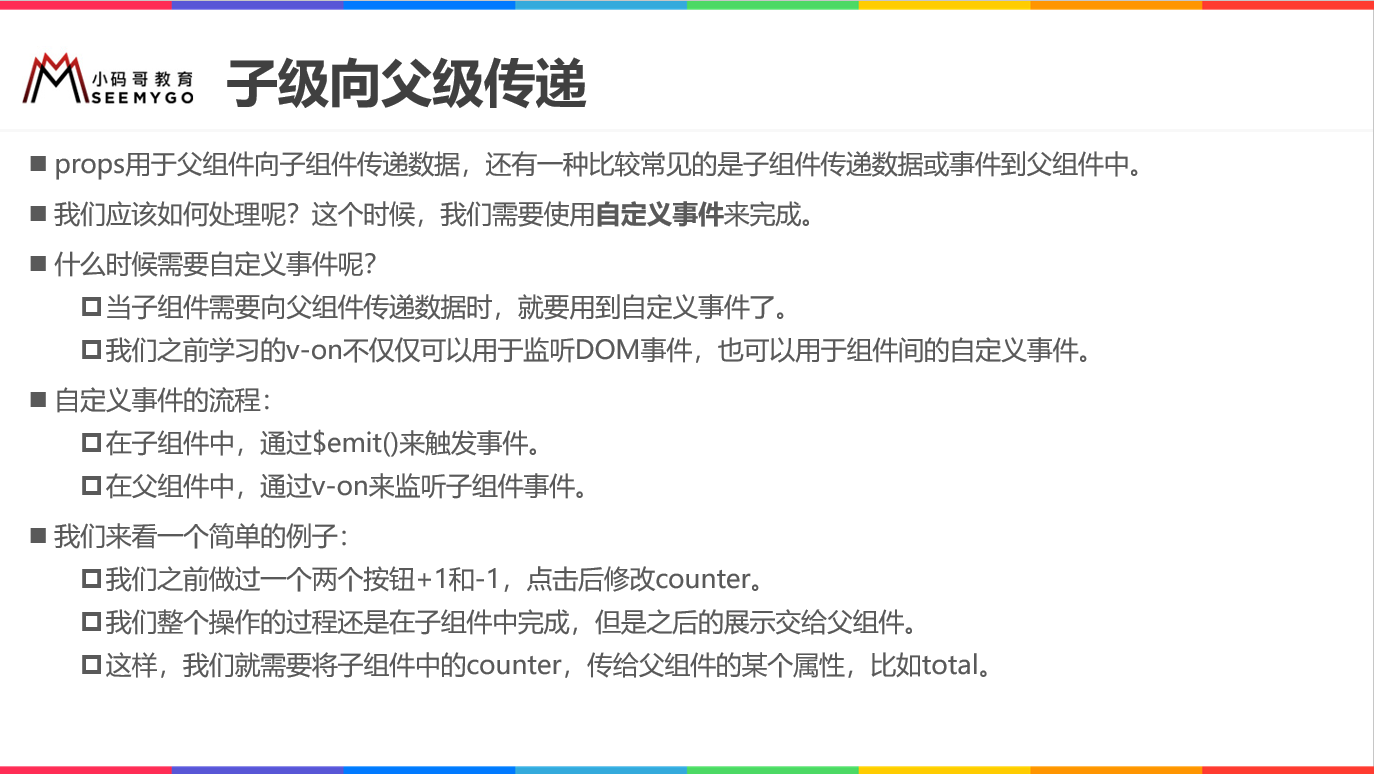 小码哥教育
SEEMYGO
子级向父级传递
props用于父组件向子组件传递数据，还有一种比较常见的是子组件传递数据或事件到父组件中。
我们应该如何处理呢？这个时候，我们需要使用自定义事件来完成。
什么时候需要自定义事件呢？
当子组件需要向父组件传递数据时，就要用到自定义事件了。
我们之前学习的v-on不仅仅可以用于监听DOM事件，也可以用于组件间的自定义事件。
自定义事件的流程：
在子组件中，通过$emit()来触发事件。
在父组件中，通过v-on来监听子组件事件。
我们来看一个简单的例子：
我们之前做过一个两个按钮+1和-1，点击后修改counter。
我们整个操作的过程还是在子组件中完成，但是之后的展示交给父组件。
这样，我们就需要将子组件中的counter，传给父组件的某个属性，比如total。